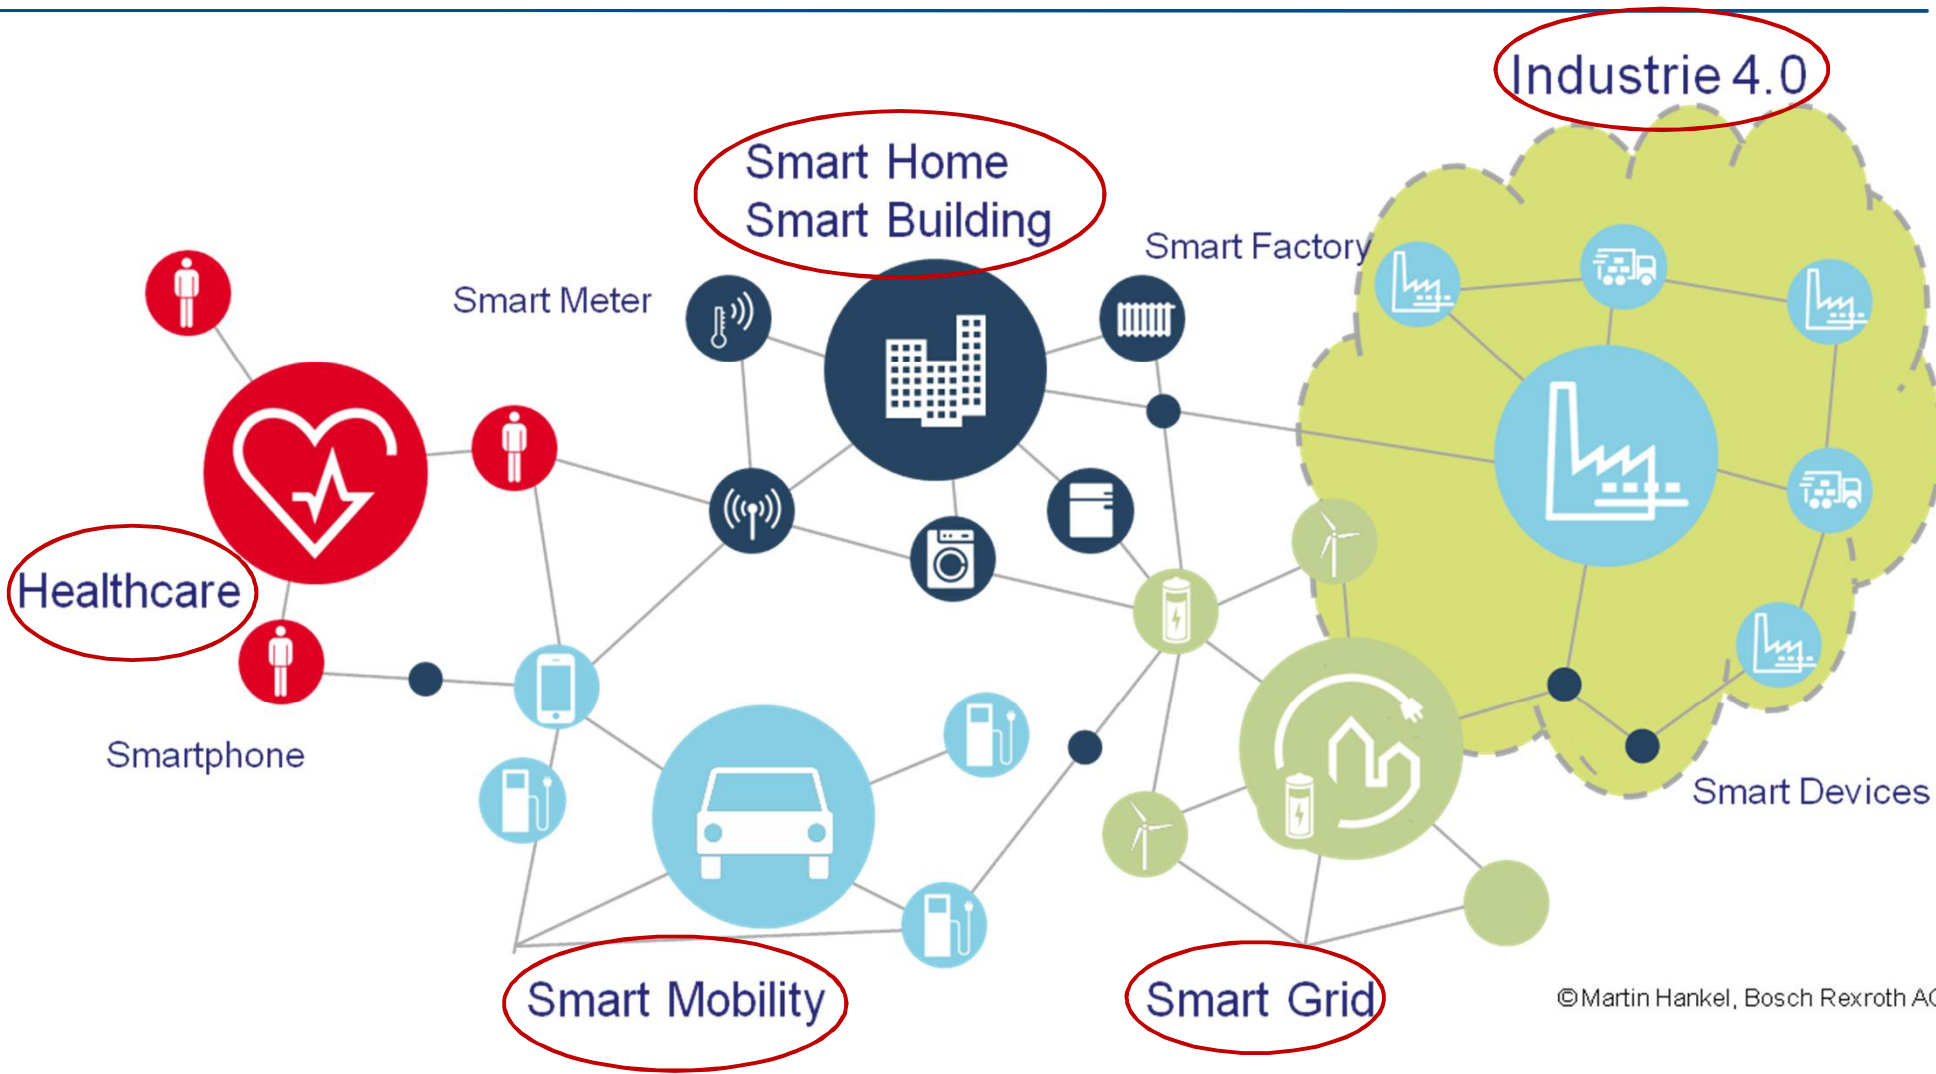 Industrie 4.0
Smart Home
Smart Building
Smart Factory
Smart Meter
Healthcare
Smartphone
Smart Devices
Smart Mobility
Smart Grid
©Martin Hankel, Bosch Rexroth AG